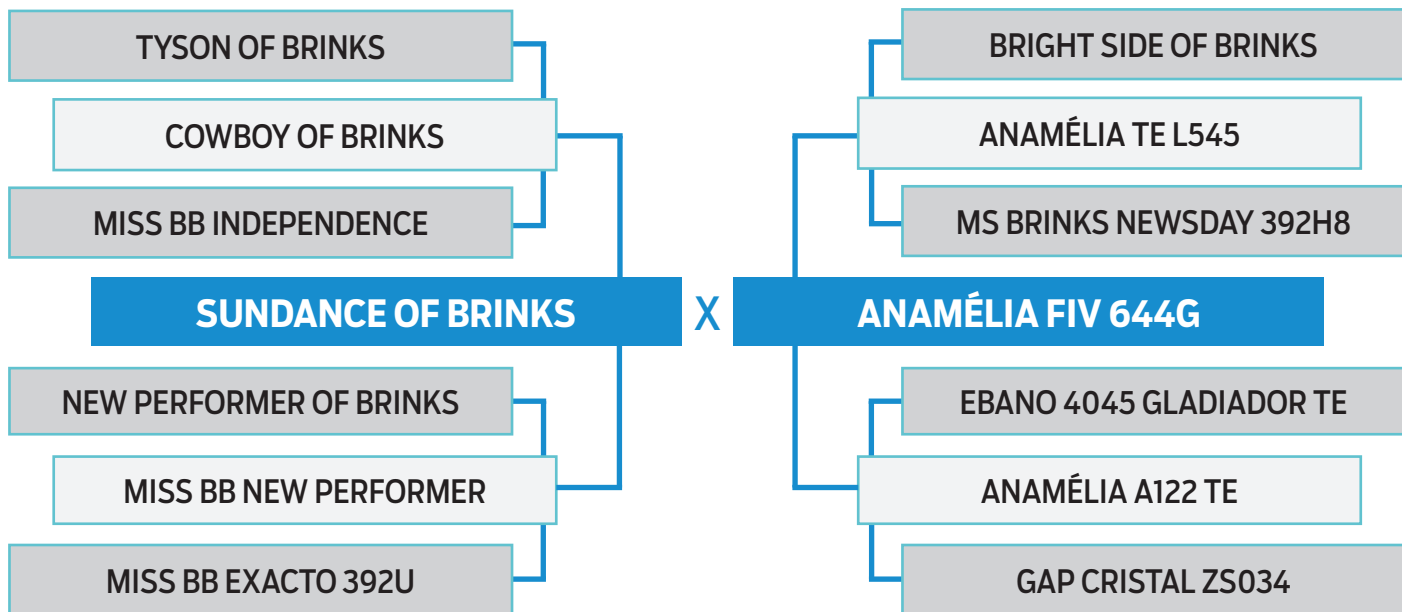 TYSON OF BRINKS
COWBOY OF BRINKS
MISS BB INDEPENDENCE
SUNDANCE OF BRINKS
NEW PERFORMER OF BRINKS
MISS BB NEW PERFORMER
MISS BB EXACTO 392U
X
BRIGHT SIDE OF BRINKS
ANAMÉLIA TE L545
MS BRINKS NEWSDAY 392H8
ANAMÉLIA FIV 644G
EBANO 4045 GLADIADOR TE
ANAMÉLIA A122 TE
GAP CRISTAL ZS034